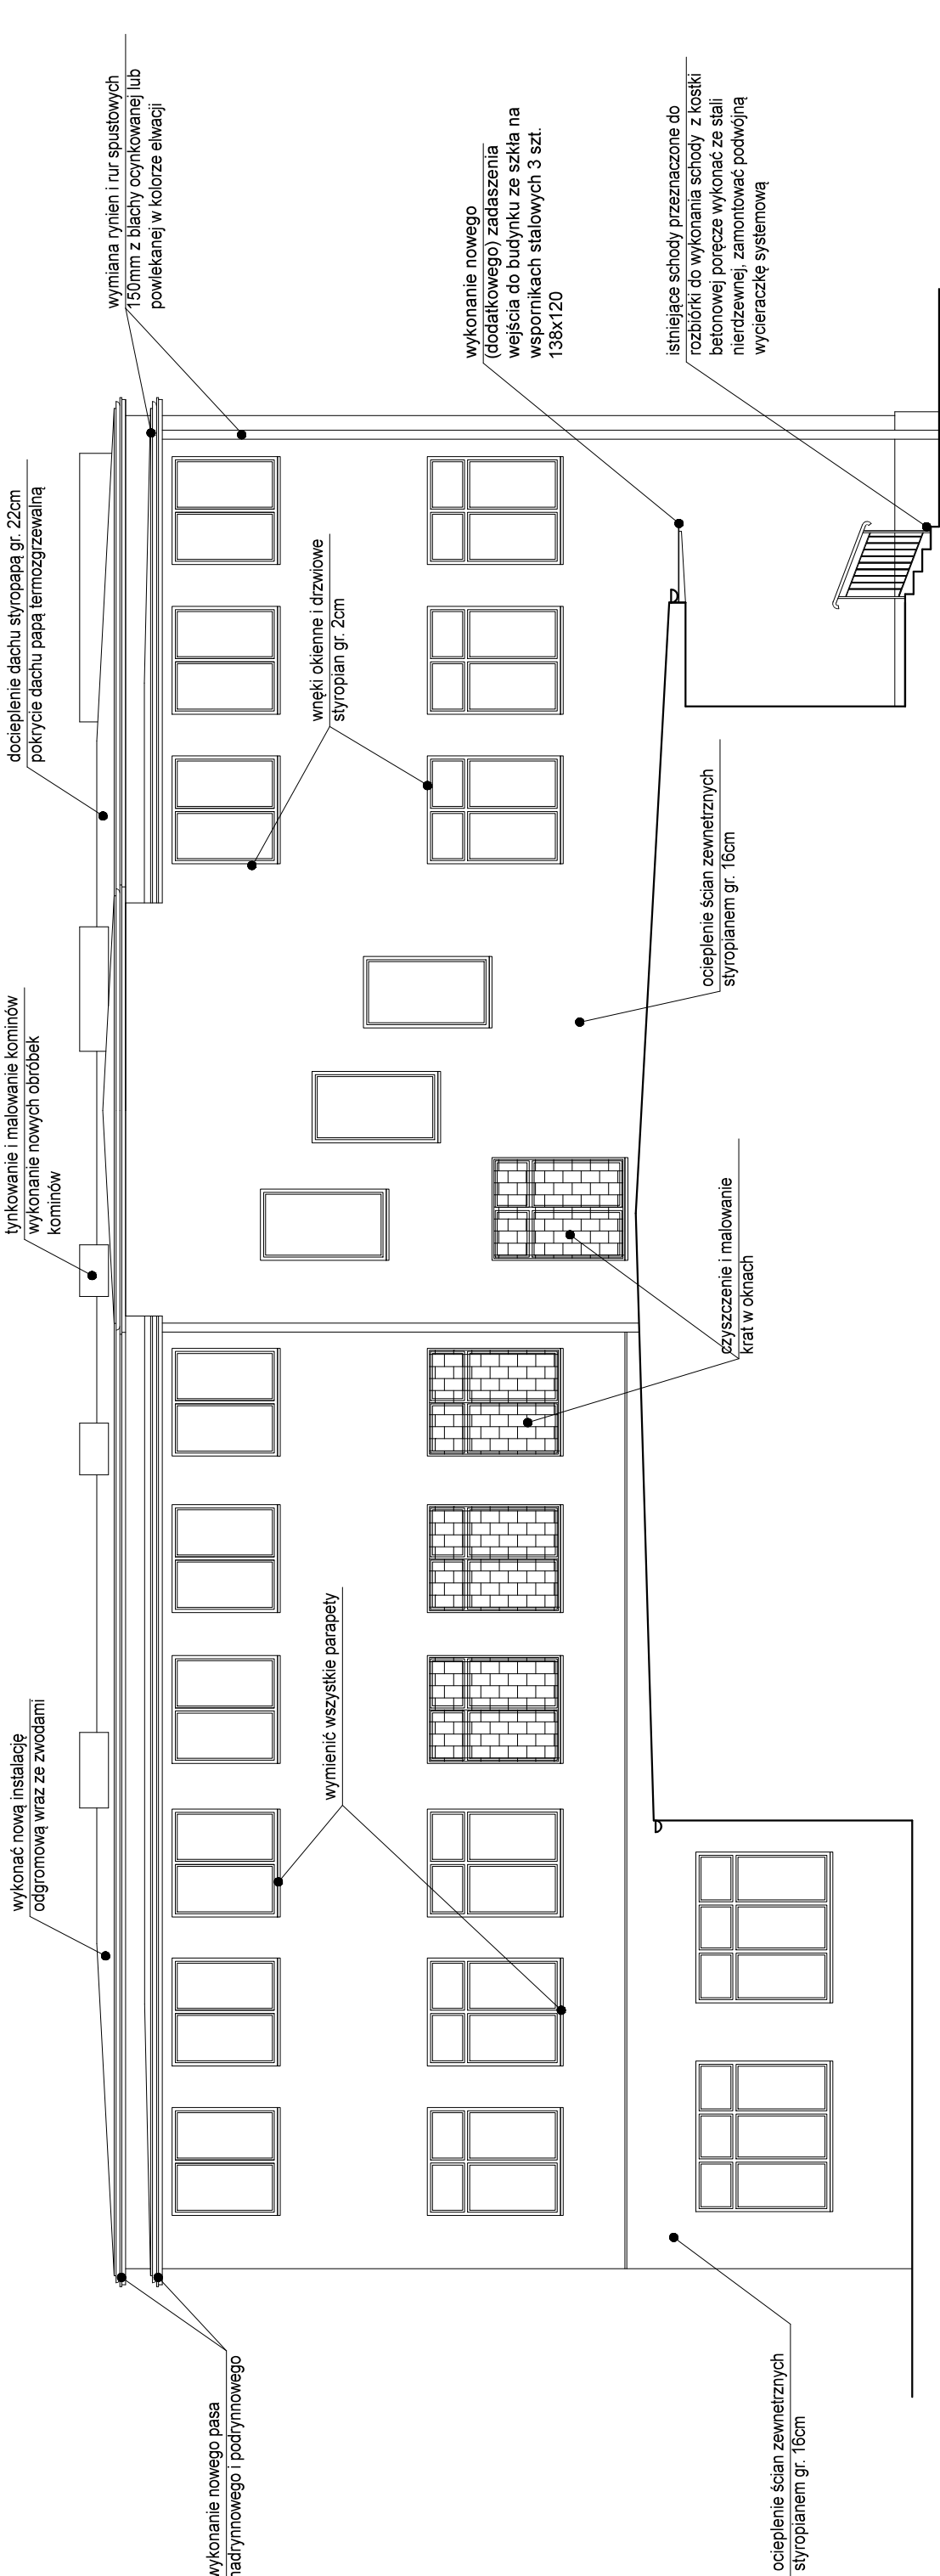 wykonanie nowego pasa
nadrynnowego i podrynnowego
wykonać nową instalację
odgromową wraz ze zwodami
tynkowanie i malowanie kominów
wykonanie nowych obróbek
kominów
docieplenie dachu styropapą gr. 22cm
pokrycie dachu papą termozgrzewalną
wymiana rynien i rur spustowych
150mm z blachy ocynkowanej lub
powlekanej w kolorze elwacji
wnęki okienne i drzwiowe
styropian gr. 2cm
wymienić wszystkie parapety
wykonanie nowego
(dodatkowego) zadaszenia
wejścia do budynku ze szkła na
wspornikach stalowych 3 szt.
138x120
istniejące schody przeznaczone do
rozbiórki do wykonania schody z kostki
betonowej poręcze wykonać ze stali
nierdzewnej, zamontować podwójną
wycieraczkę systemową
ocieplenie ścian zewnetrznych
styropianem gr. 16cm
czyszczenie i malowanie
krat w oknach
ocieplenie ścian zewnetrznych
styropianem gr. 16cm